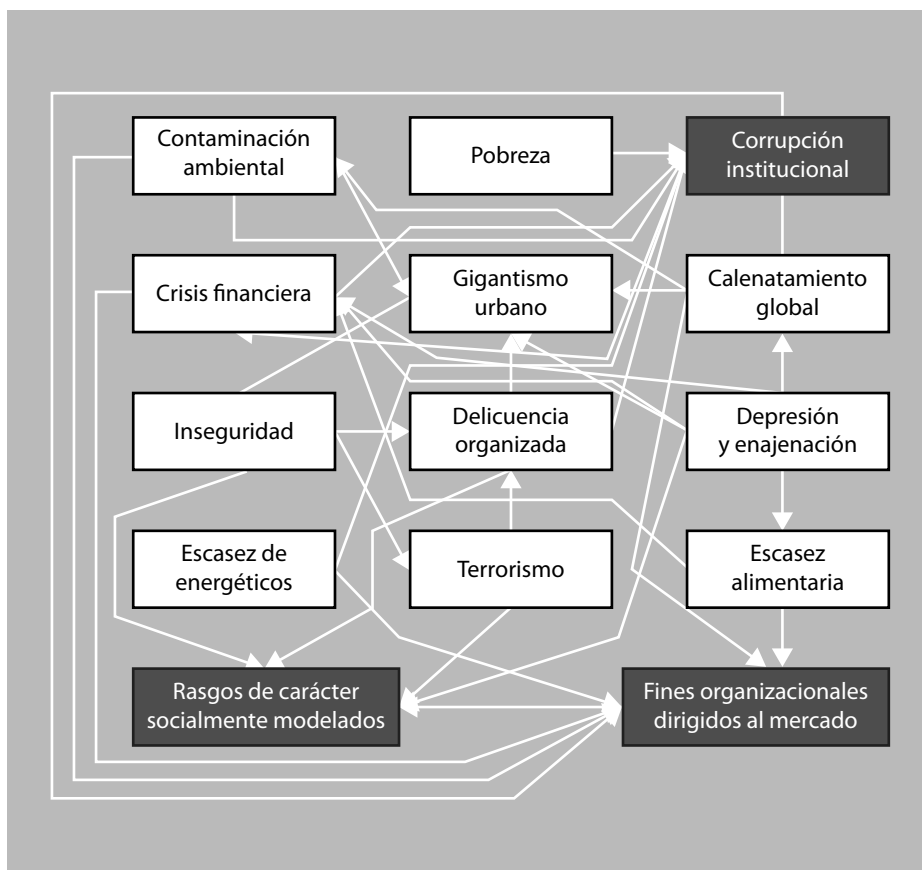 Contaminación
ambiental
Pobreza
Corrupción
institucional
Crisis financiera
Gigantismo
urbano
Calenatamiento
global
Inseguridad
Delicuencia
organizada
Depresión
y enajenación
Escasez de
energéticos
Terrorismo
Escasez
alimentaria
Rasgos de carácter
socialmente modelados
Fines organizacionales
dirigidos al mercado